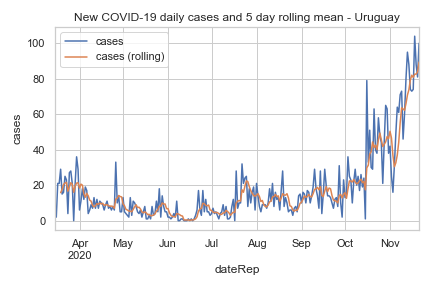 New COVID-19 daily cases and 5 day rolling mean - Uruguay
cases
cases (rolling)
100
80
60
40
20
0
cases
Apr May Jun Jul Aug Sep Oct Nov
2020
dateRep